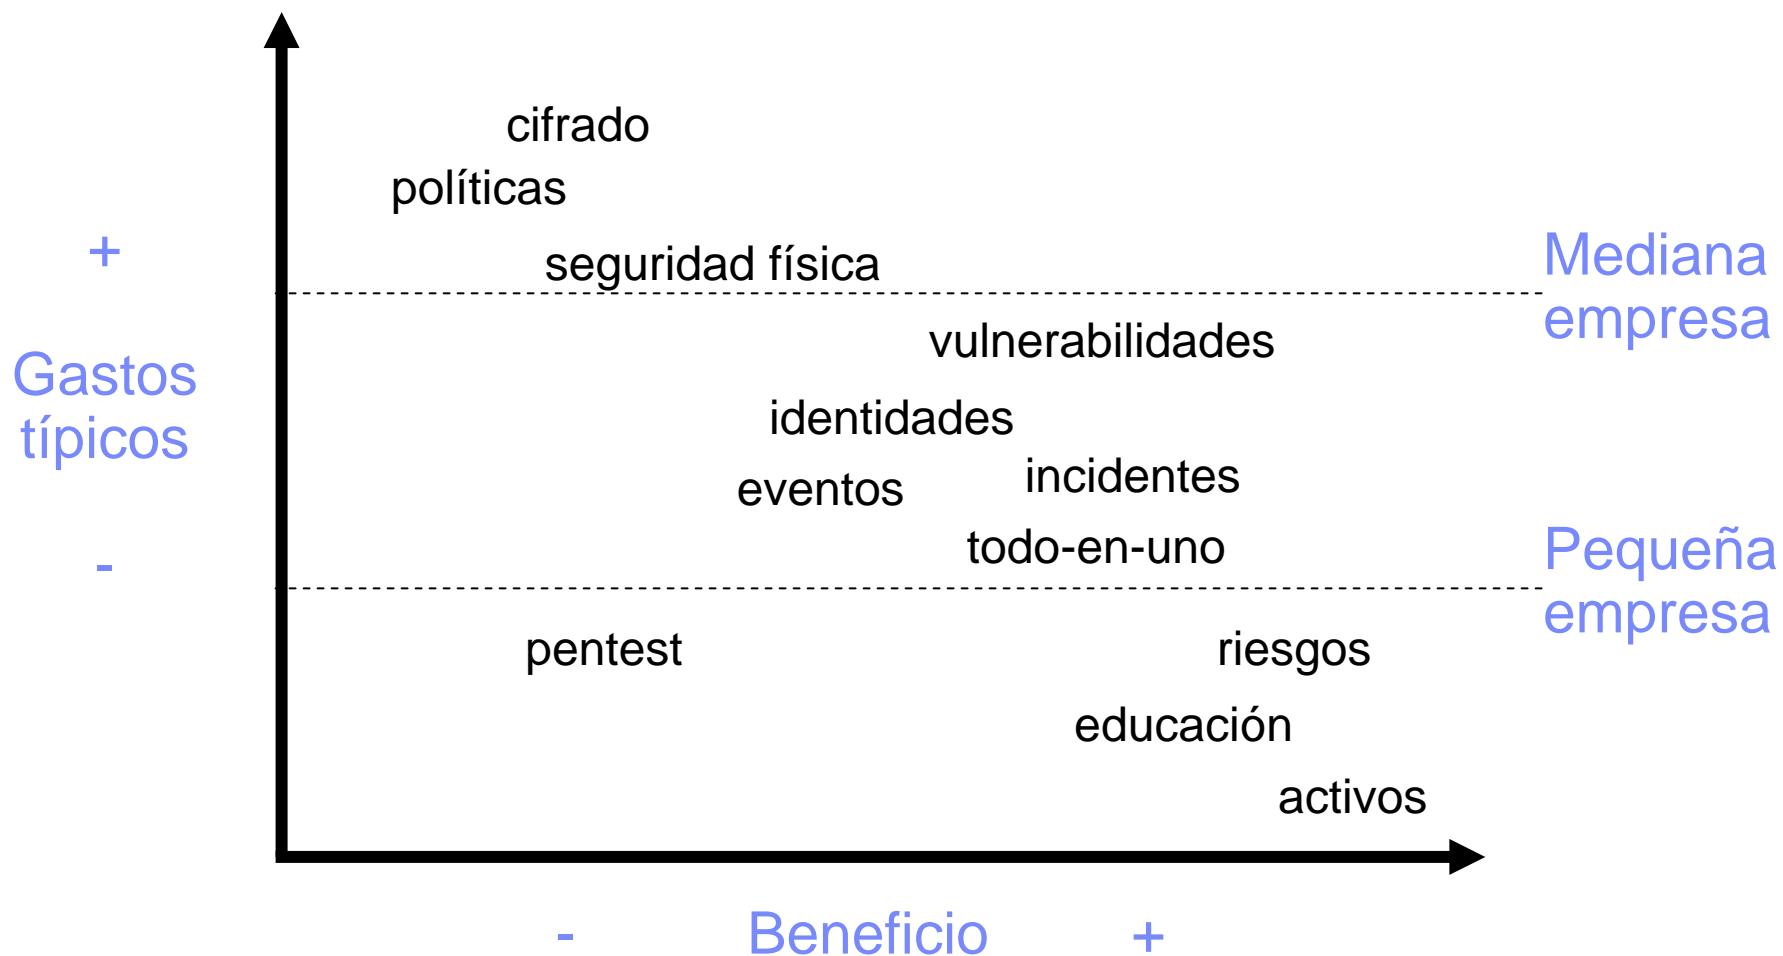 cifrado
políticas
+
seguridad física
Mediana
empresa
vulnerabilidades
Gastos
típicos
identidades
eventos
incidentes
todo-en-uno
-
Pequeña
empresa
pentest
riesgos
educación
activos
- Beneficio +